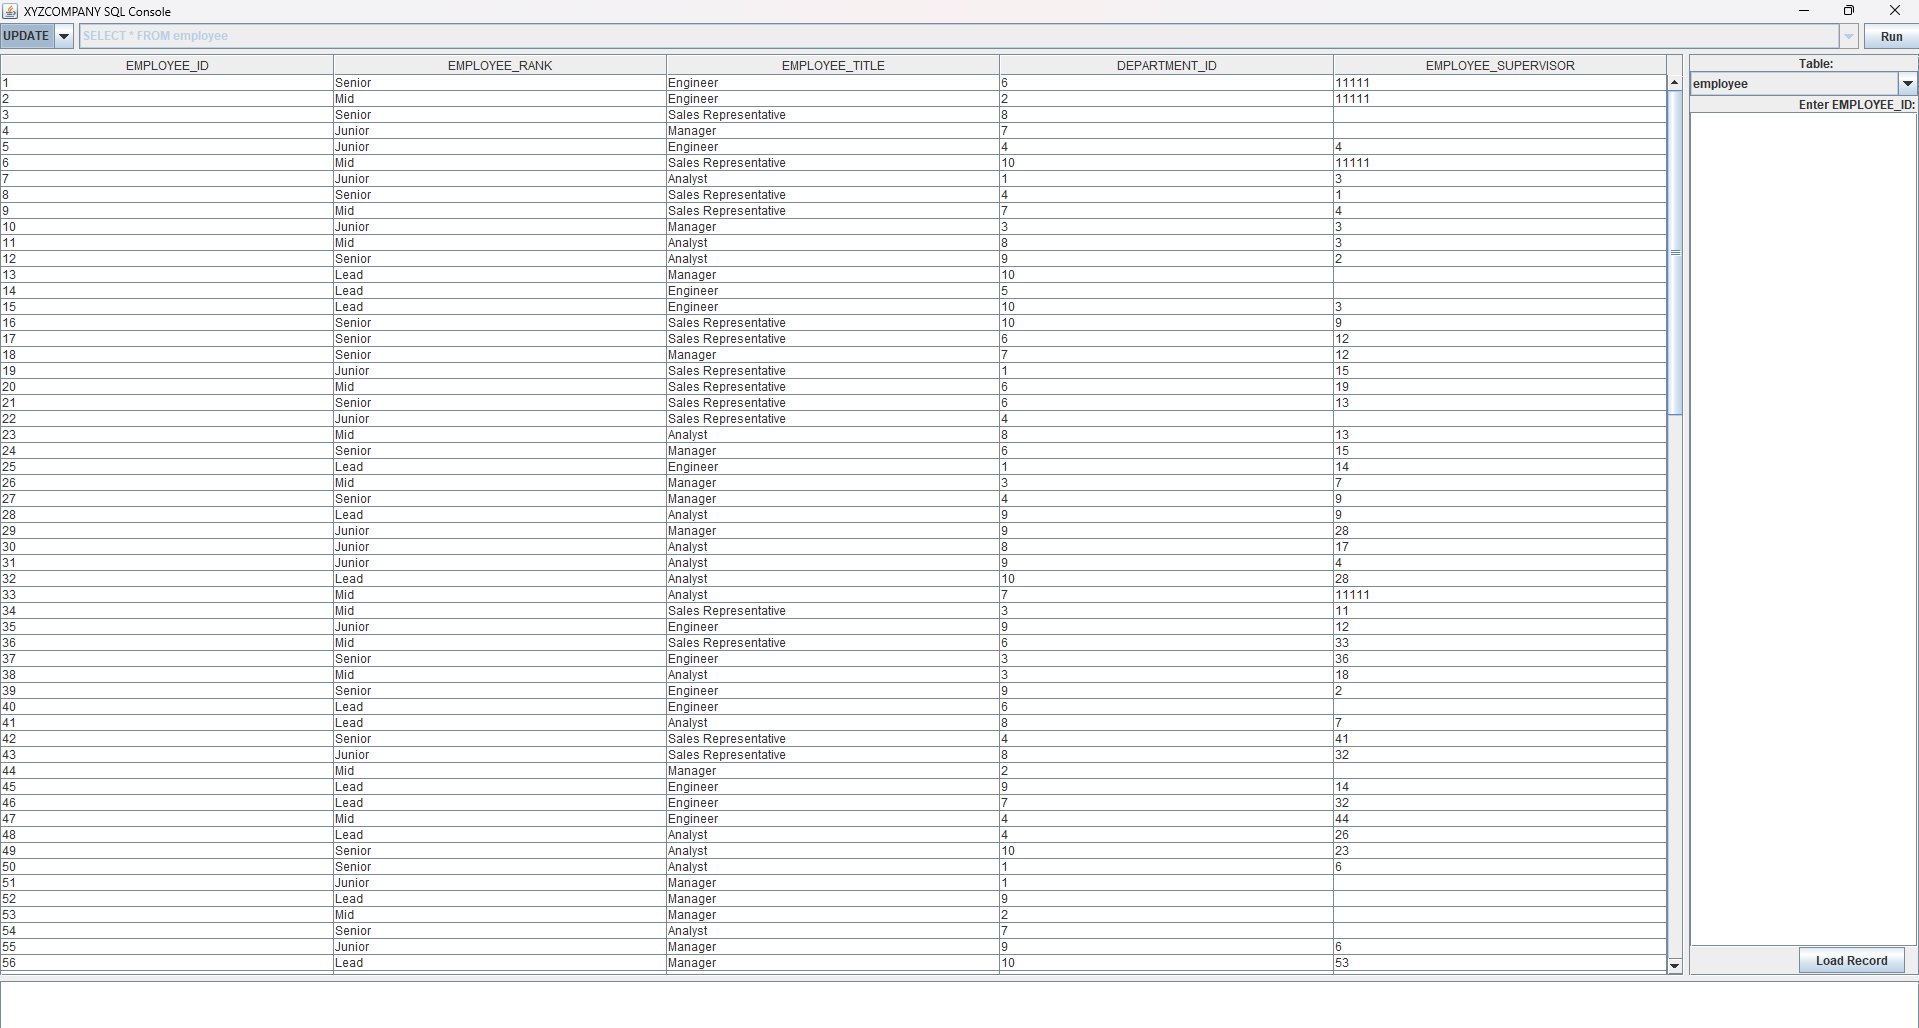 XYZCOMPANY SQL Console
UPDATE SELECT * FROM employee Run
EMPLOYEE_ID EMPLOYEE_RANK EMPLOYEE_TITLE DEPARTMENT_ID EMPLOYEE_SUPERVISOR
1 Senior Engineer 6 11111
2 Mid Engineer 2 11111
3 Senior Sales Representative 8
4 Junior Manager 7
5 Junior Engineer 4 4
6 Mid Sales Representative 10 11111
7 Junior Analyst 1 3
8 Senior Sales Representative 4 1
9 Mid Sales Representative 7 4
10 Junior Manager 3 3
11 Mid Analyst 8 3
12 Senior Analyst 9 2
13 Lead Manager 10
14 Lead Engineer 5
15 Lead Engineer 10 3
16 Senior Sales Representative 10 9
17 Senior Sales Representative 6 12
18 Senior Manager 7 12
19 Junior Sales Representative 1 15
20 Mid Sales Representative 6 19
21 Senior Sales Representative 6 13
22 Junior Sales Representative 4
23 Mid Analyst 8 13
24 Senior Manager 6 15
25 Lead Engineer 1 14
26 Mid Manager 3 7
27 Senior Manager 4 9
28 Lead Analyst 9 9
29 Junior Manager 9 28
30 Junior Analyst 8 17
31 Junior Analyst 9 4
32 Lead Analyst 10 28
33 Mid Analyst 7 11111
34 Mid Sales Representative 3 11
35 Junior Engineer 9 12
36 Mid Sales Representative 6 33
37 Senior Engineer 3 36
38 Mid Analyst 3 18
39 Senior Engineer 9 2
40 Lead Engineer 6
41 Lead Analyst 8 7
42 Senior Sales Representative 4 41
43 Junior Sales Representative 8 32
44 Mid Manager 2
45 Lead Engineer 9 14
46 Lead Engineer 7 32
47 Mid Engineer 4 44
48 Lead Analyst 4 26
49 Senior Analyst 10 23
50 Senior Analyst 1 6
51 Junior Manager 1
52 Lead Manager 9
53 Mid Manager 2
54 Senior Analyst 7
55 Junior Manager 9 6
56 Lead Manager 10 53
Table:
employee
Enter EMPLOYEE_ID:
Load Record